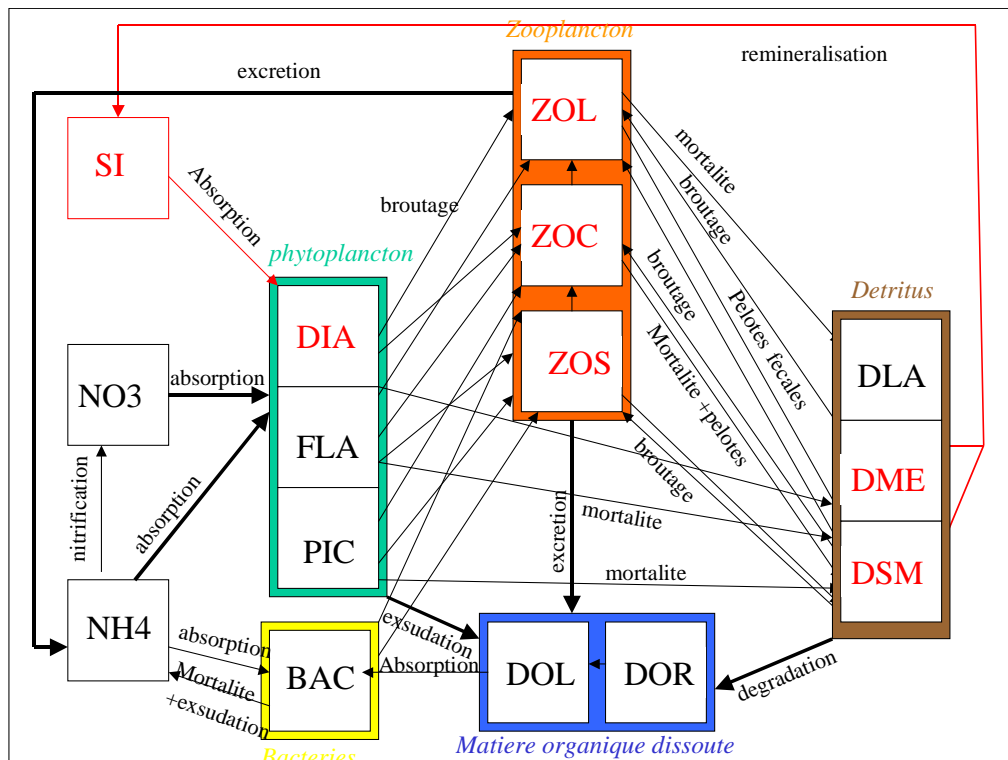 Zooplancton
remineralisation
excretion
ZOL
SI
Absorption
mortalite
broutage
broutage
ZOC
phytoplancton
broutage
Pelotes fecales
Detritus
DIA
ZOS
Mortalite +pelotes
DLA
NO3
absorption
FLA
broutage
DME
nitrification
absorption
mortalite
excretion
PIC
mortalite
DSM
NH4
absorption
exsudation
Absorption
BAC
DOL
DOR
degradation
Mortalite
+exsudation
Bacteries
Matiere organique dissoute